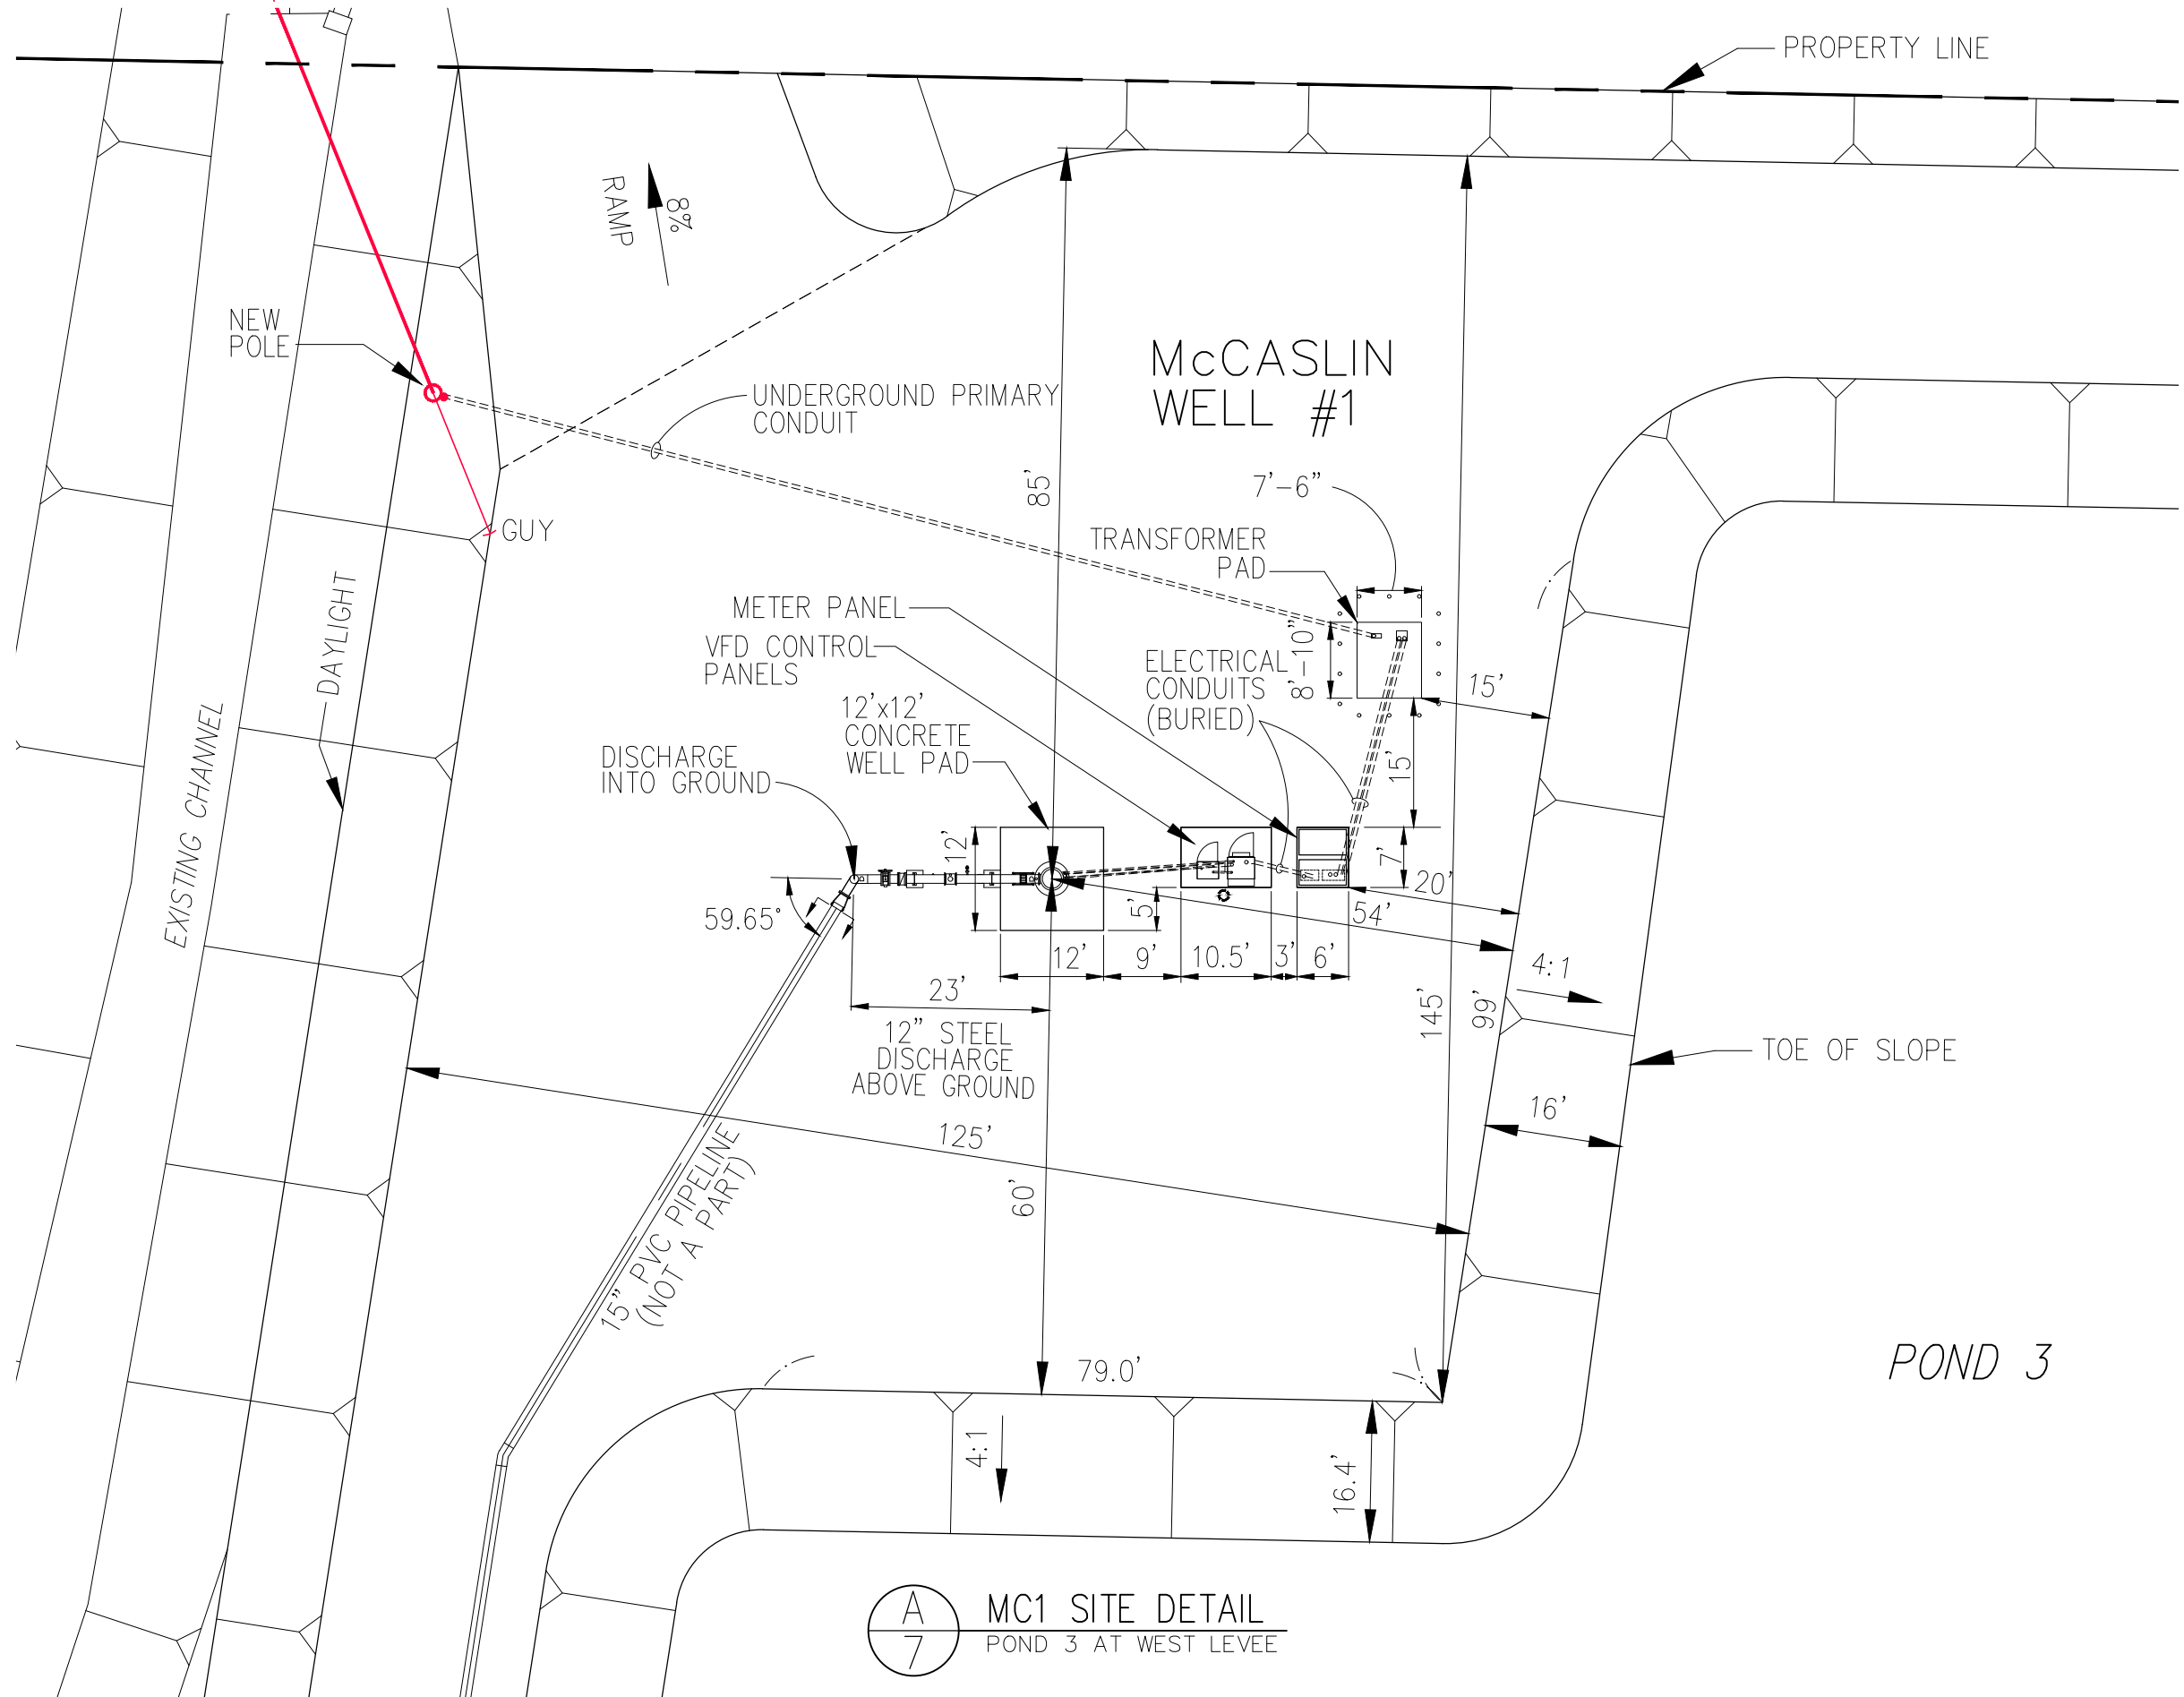 PROPERTY LINE
RAMP
8%
NEW
POLE
McCASLIN
WELL #1
UNDERGROUND PRIMARY
CONDUIT
85'
7'-6"
GUY
TRANSFORMER
PAD
DAYLIGHT
METER PANEL
VFD CONTROL
PANELS
ELECTRICAL
CONDUITS
(BURIED)
8'-10"
15'
12'x12'
CONCRETE
WELL PAD
DISCHARGE
INTO GROUND
15'
EXISTING CHANNEL
12'
7'
20'
59.65°
5'
54'
12'
9'
10.5'
3'
6'
4:1
23'
145'
99'
12" STEEL
DISCHARGE
ABOVE GROUND
TOE OF SLOPE
16'
125'
60'
15" PVC PIPELINE
(NOT A PART)
79.0'
POND 3
4:1
16.4'
A
7
MC1 SITE DETAIL
POND 3 AT WEST LEVEE